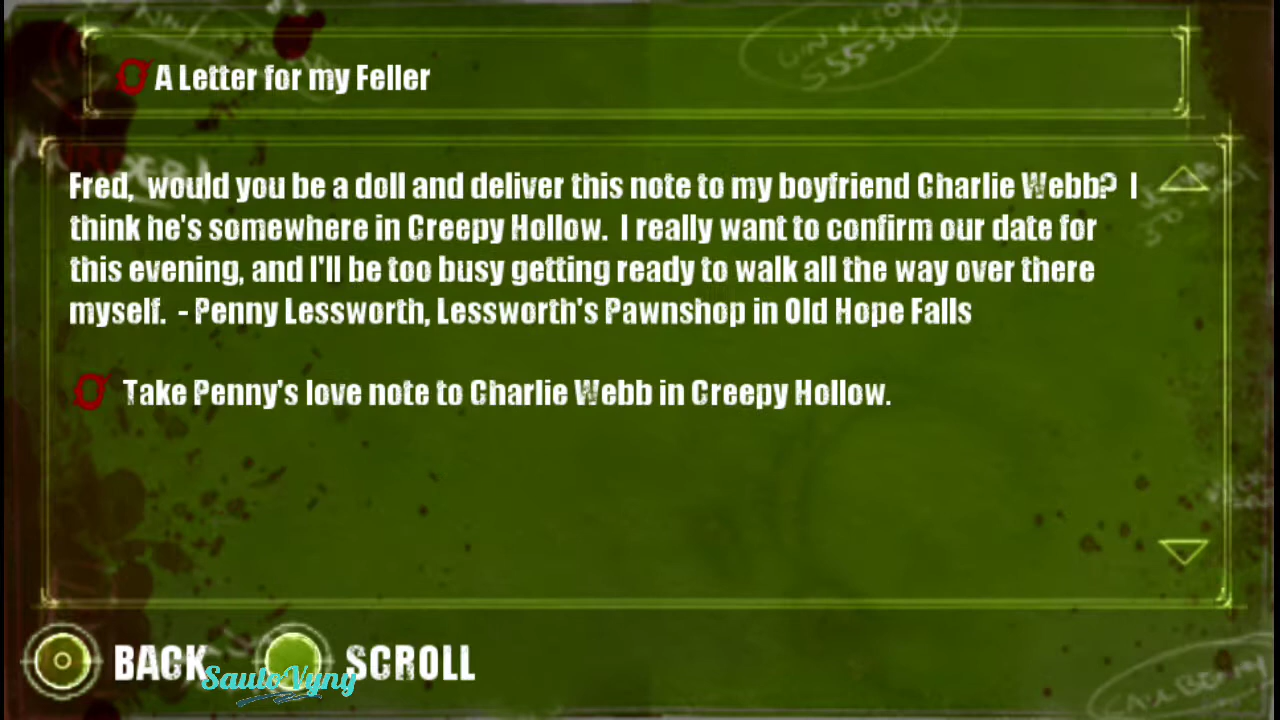 A Letter for my Feller
Fred, would you be a doll and deliver this note to my boyfriend Charlie Webb? I
think he's somewhere in Creepy Hollow. I really want to confirm our date for
this evening, and I'll be too busy getting ready to walk all the way over there
myself. - Penny Lessworth, Lessworth's Pawnshop in Old Hope Falls
Take Penny's love note to Charlie Webb in Creepy Hollow.
BACK SCROLL
SauloVyng